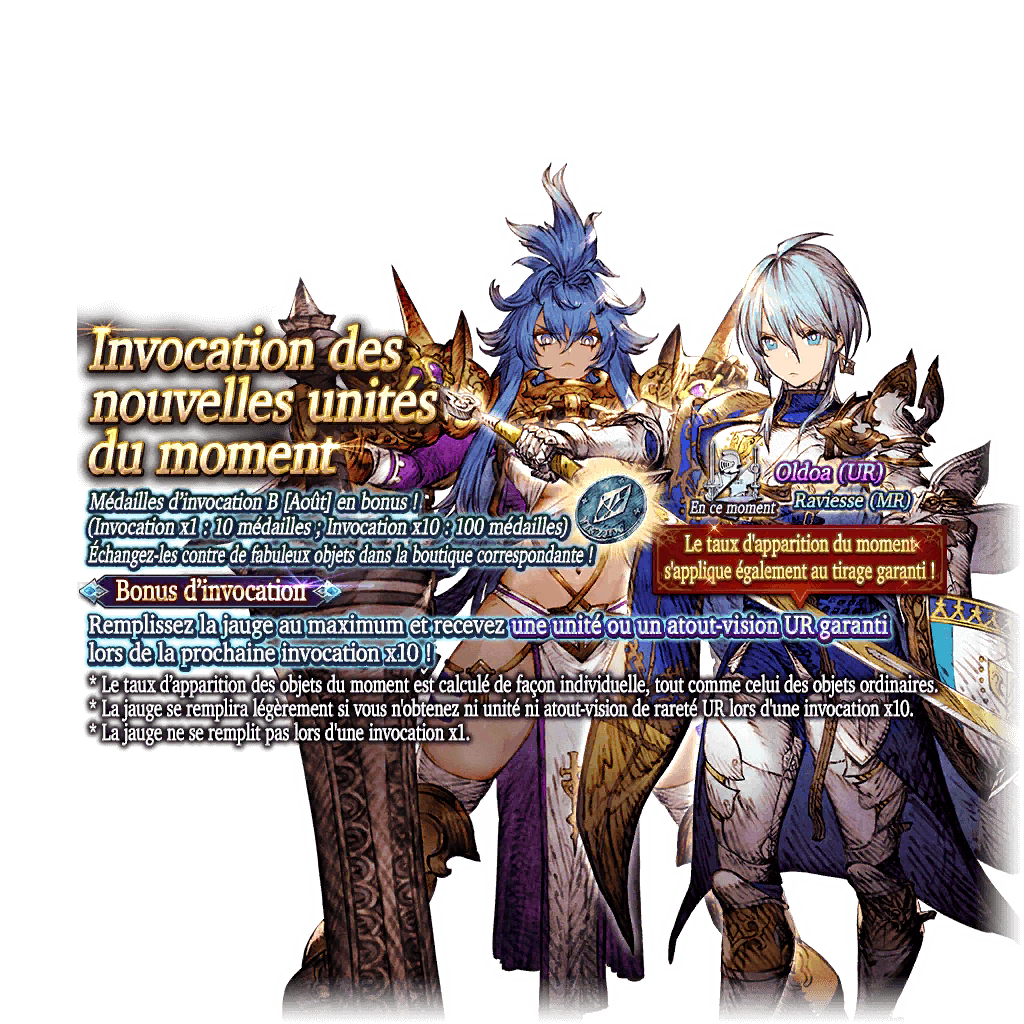 Invocation des
nouvelles unités
du moment
Médailles d'invocation B [Août] en bonus !
(Invocation x1 : 10 médailles ; Invocation x10 : 100 médailles)
Échangez-les contre de fabuleux objets dans la boutique correspondante !
En ce moment
Oldoa (UR)
Raviesse (MR)
Le taux d'apparition du moment
s'applique également au tirage garanti !
Bonus d'invocation
Remplissez la jauge au maximum et recevez une unité ou un atout-vision UR garanti
lors de la prochaine invocation x10 !
* Le taux d'apparition des objets du moment est calculé de façon individuelle, tout comme celui des objets ordinaires.
* La jauge se remplira légèrement si vous n'obtenez ni unité ni atout-vision de rareté UR lors d'une invocation x10.
* La jauge ne se remplit pas lors d'une invocation x1.